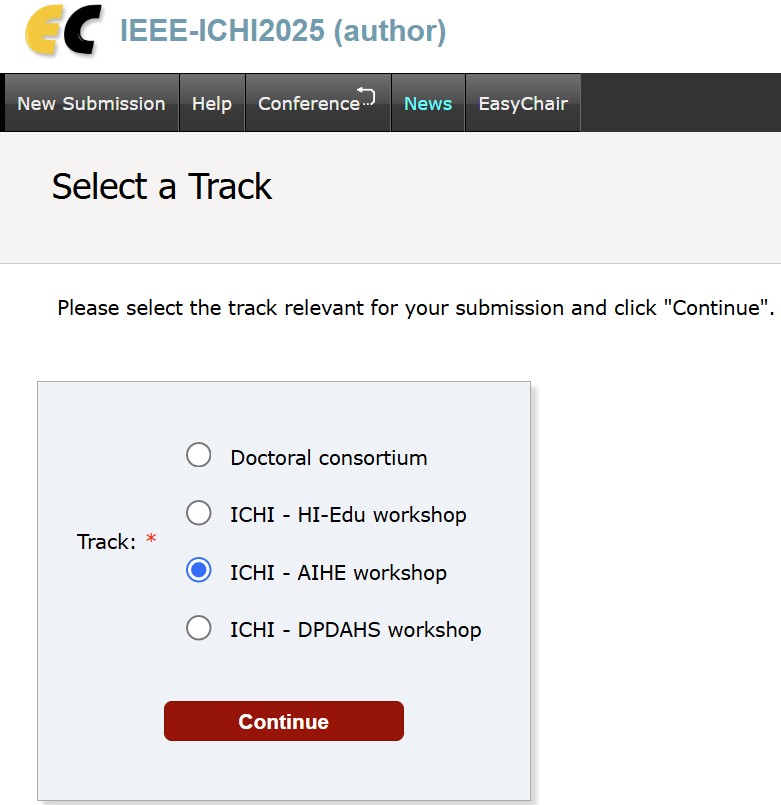 EC IEEE-ICHI2025 (author)
New Submission Help Conference News EasyChair
Select a Track
Please select the track relevant for your submission and click "Continue".
Doctoral consortium
ICHI - HI-Edu workshop
Track: *
ICHI - AIHE workshop
ICHI - DPDAHS workshop
Continue